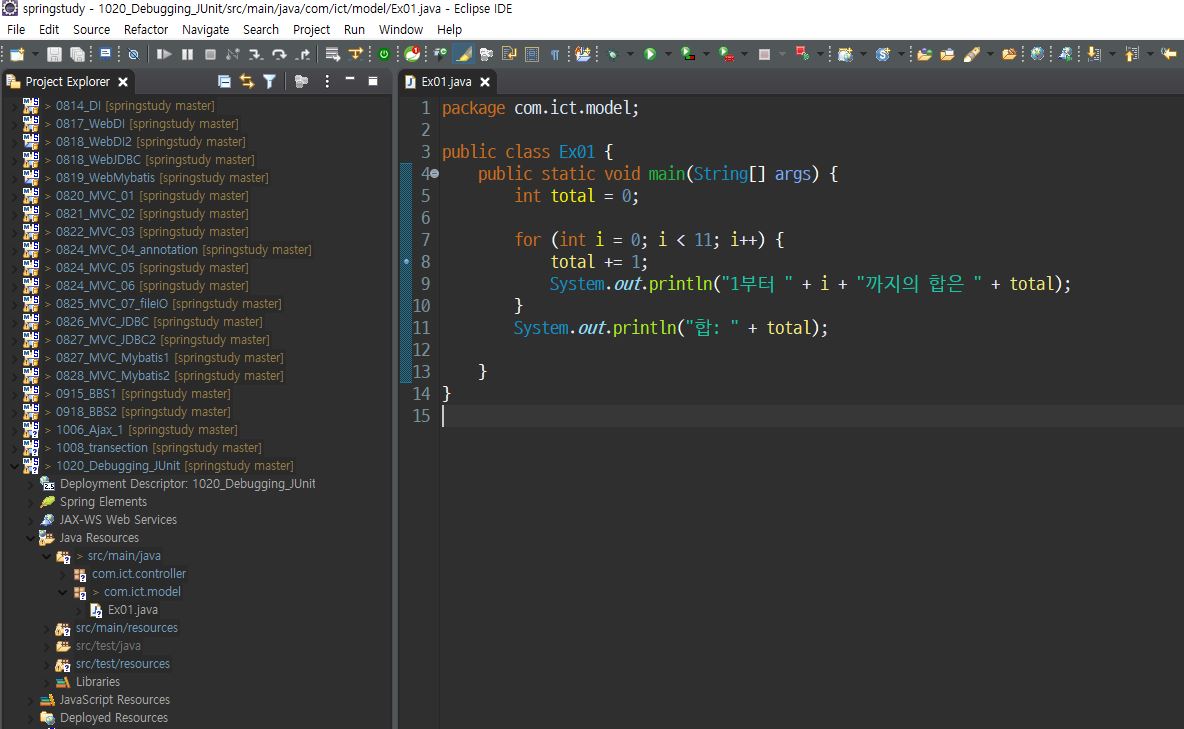 springstudy - 1020_Debugging_JUnit/src/main/java/com/ict/model/Ex01.java - Eclipse IDE
File Edit Source Refactor Navigate Search Project Run Window Help
Project Explorer
Ex01.java
> 0814_DI [springstudy master]
> 0817_WebDI [springstudy master]
> 0818_WebDI2 [springstudy master]
> 0818_WebJDBC [springstudy master]
> 0819_WebMybatis [springstudy master]
> 0820_MVC_01 [springstudy master]
> 0821_MVC_02 [springstudy master]
> 0822_MVC_03 [springstudy master]
> 0824_MVC_04_annotation [springstudy master]
> 0824_MVC_05 [springstudy master]
> 0824_MVC_06 [springstudy master]
> 0825_MVC_07_fileIO [springstudy master]
> 0826_MVC_JDBC [springstudy master]
> 0827_MVC_JDBC2 [springstudy master]
> 0827_MVC_Mybatis1 [springstudy master]
> 0828_MVC_Mybatis2 [springstudy master]
> 0915_BBS1 [springstudy master]
> 0918_BBS2 [springstudy master]
> 1006_Ajax_1 [springstudy master]
> 1008_transection [springstudy master]
> 1020_Debugging_JUnit [springstudy master]
Deployment Descriptor: 1020_Debugging_JUnit
Spring Elements
JAX-WS Web Services
Java Resources
> src/main/java
com.ict.controller
> com.ict.model
Ex01.java
src/main/resources
src/test/java
src/test/resources
Libraries
JavaScript Resources
Deployed Resources
1 package com.ict.model;
2
3 public class Ex01 {
4 public static void main(String[] args) {
5 int total = 0;
6
7 for (int i = 0; i < 11; i++) {
8 total += 1;
9 System.out.println("1부터 " + i + "까지의 합은 " + total);
10 }
11 System.out.println("합: " + total);
12
13 }
14 }
15